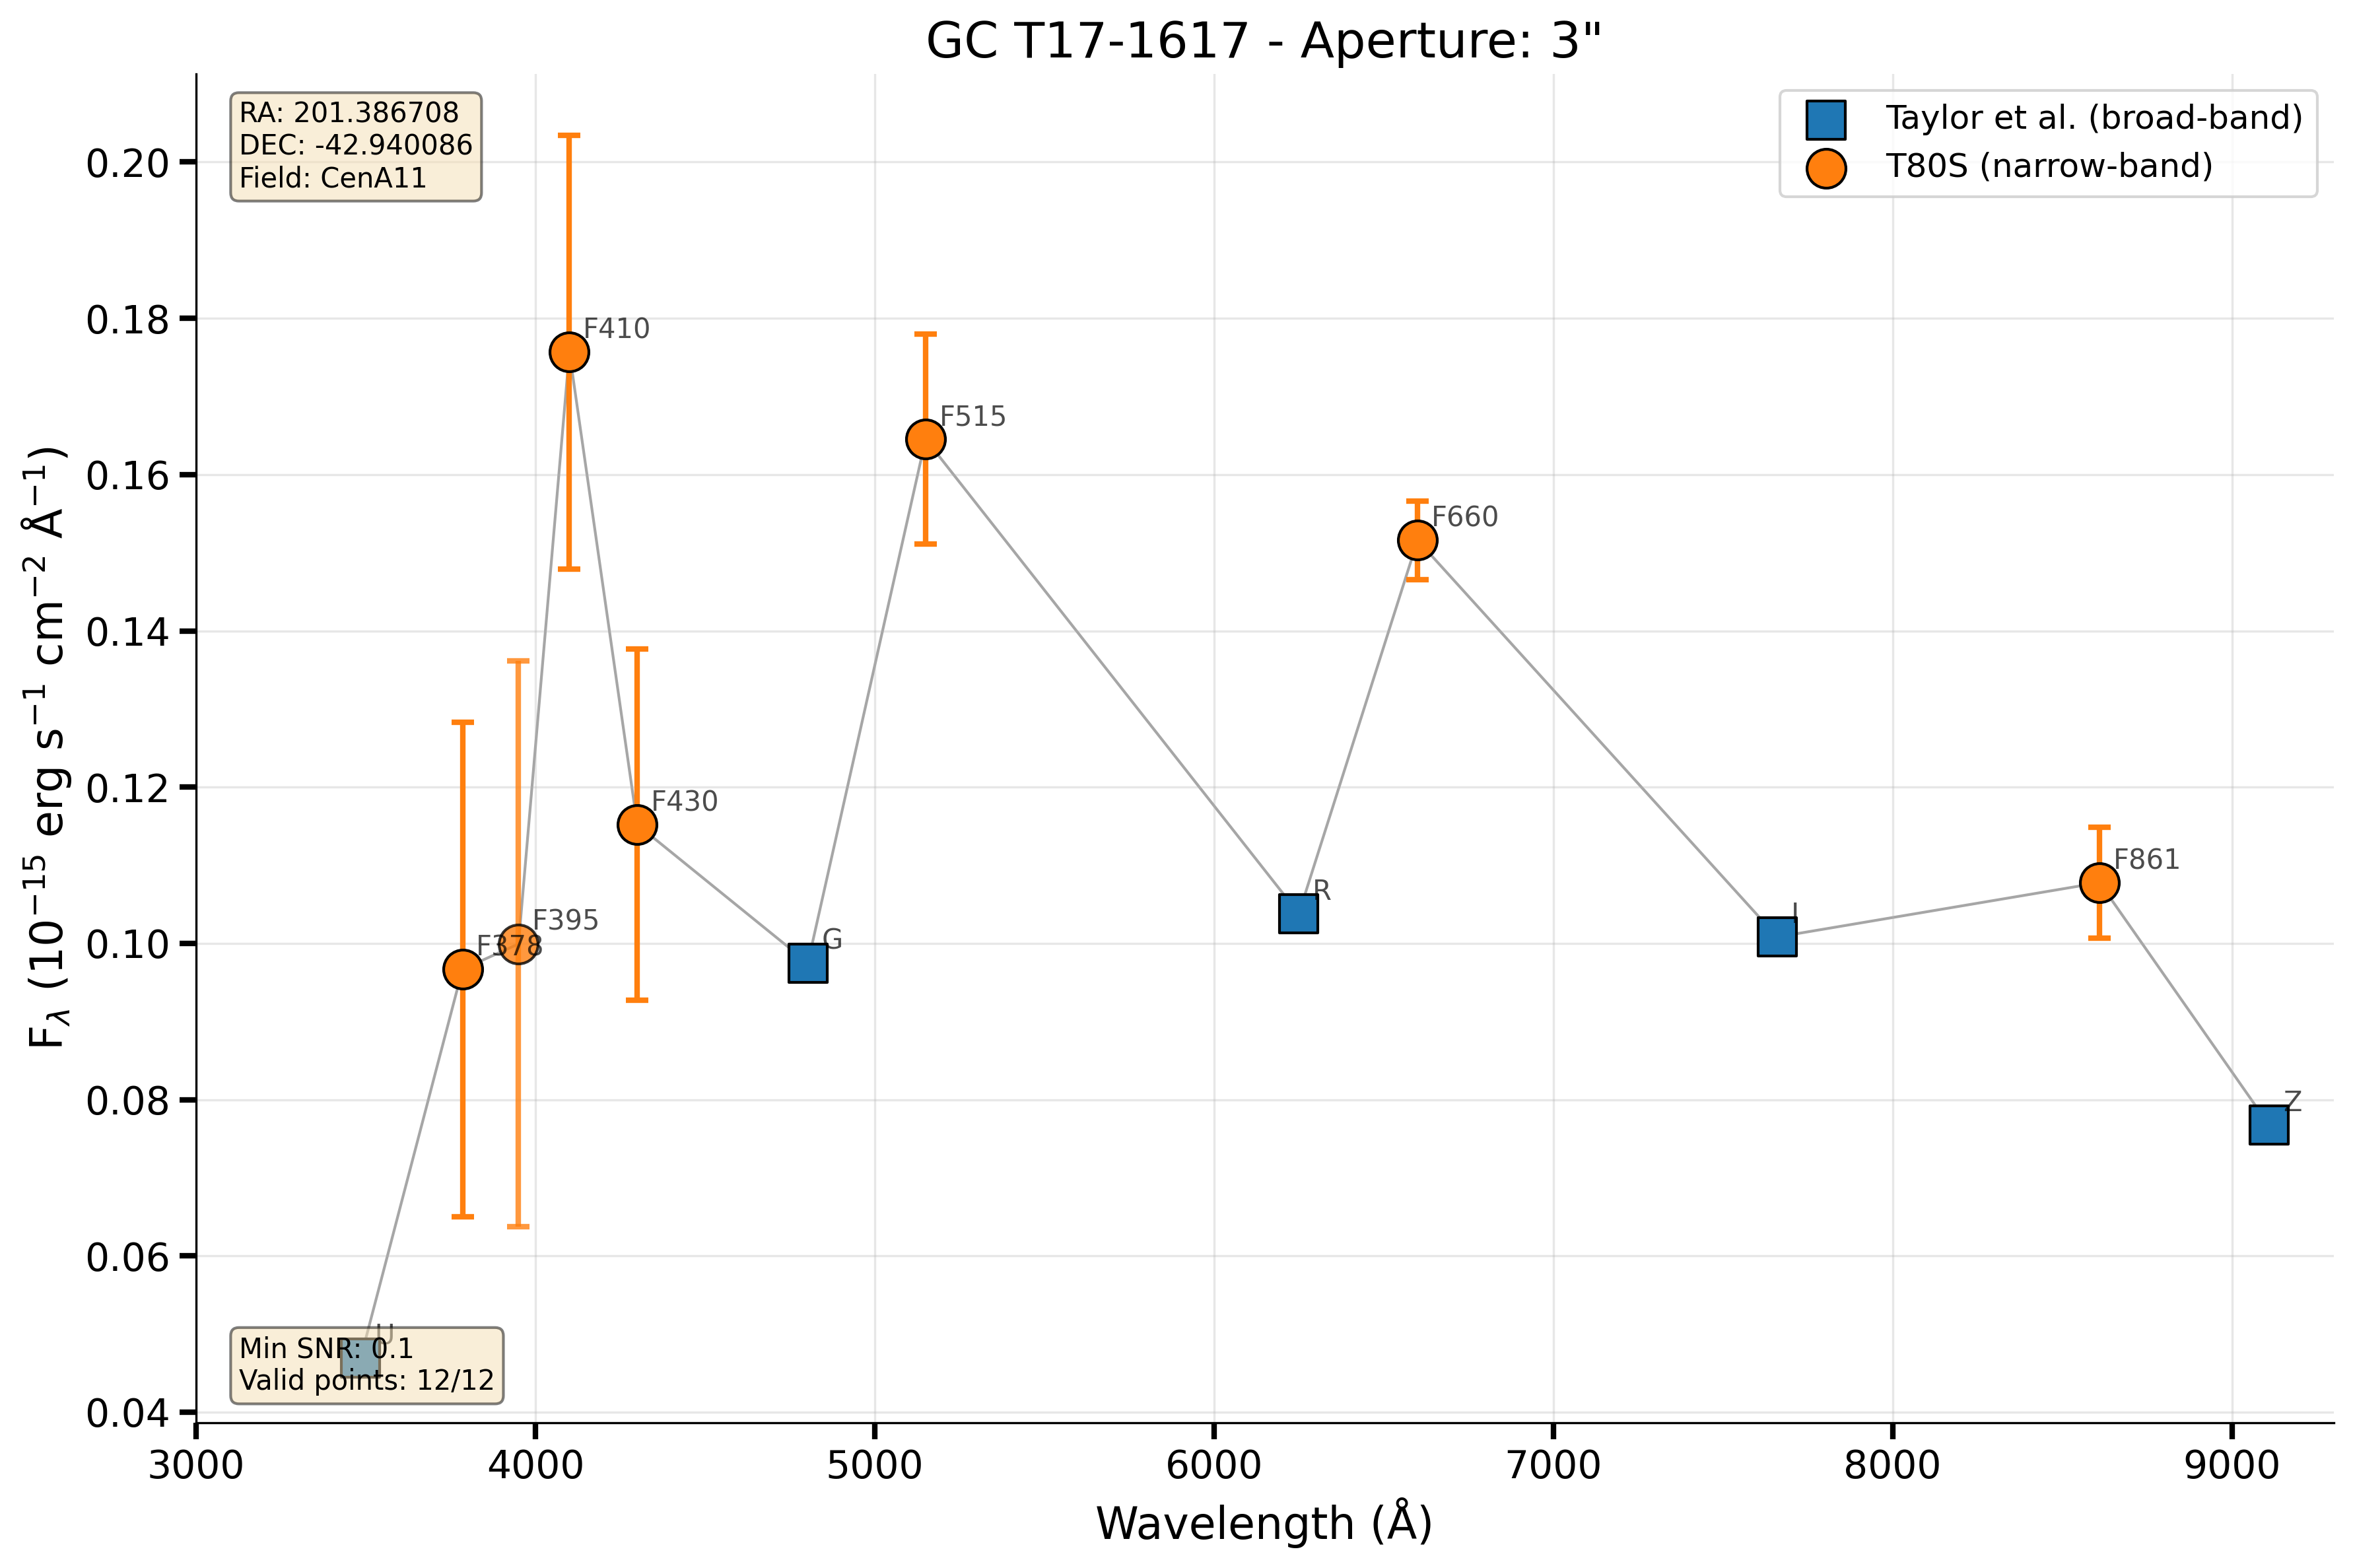 GC T17-1617 - Aperture: 3"
RA: 201.386708
DEC: -42.940086
Field: CenA11
Taylor et al. (broad-band)
T80S (narrow-band)
F410
F515
F660
F430
F395
F378
G
R
I
F861
Z
U
Min SNR: 0.1
Valid points: 12/12
0.20
0.18
0.16
0.14
0.12
0.10
0.08
0.06
0.04
F$_{λ}$ (10$^{−15}$ erg s$^{−1}$ cm$^{−2}$ Å$^{−1}$)
3000 4000 5000 6000 7000 8000 9000
Wavelength (Å)